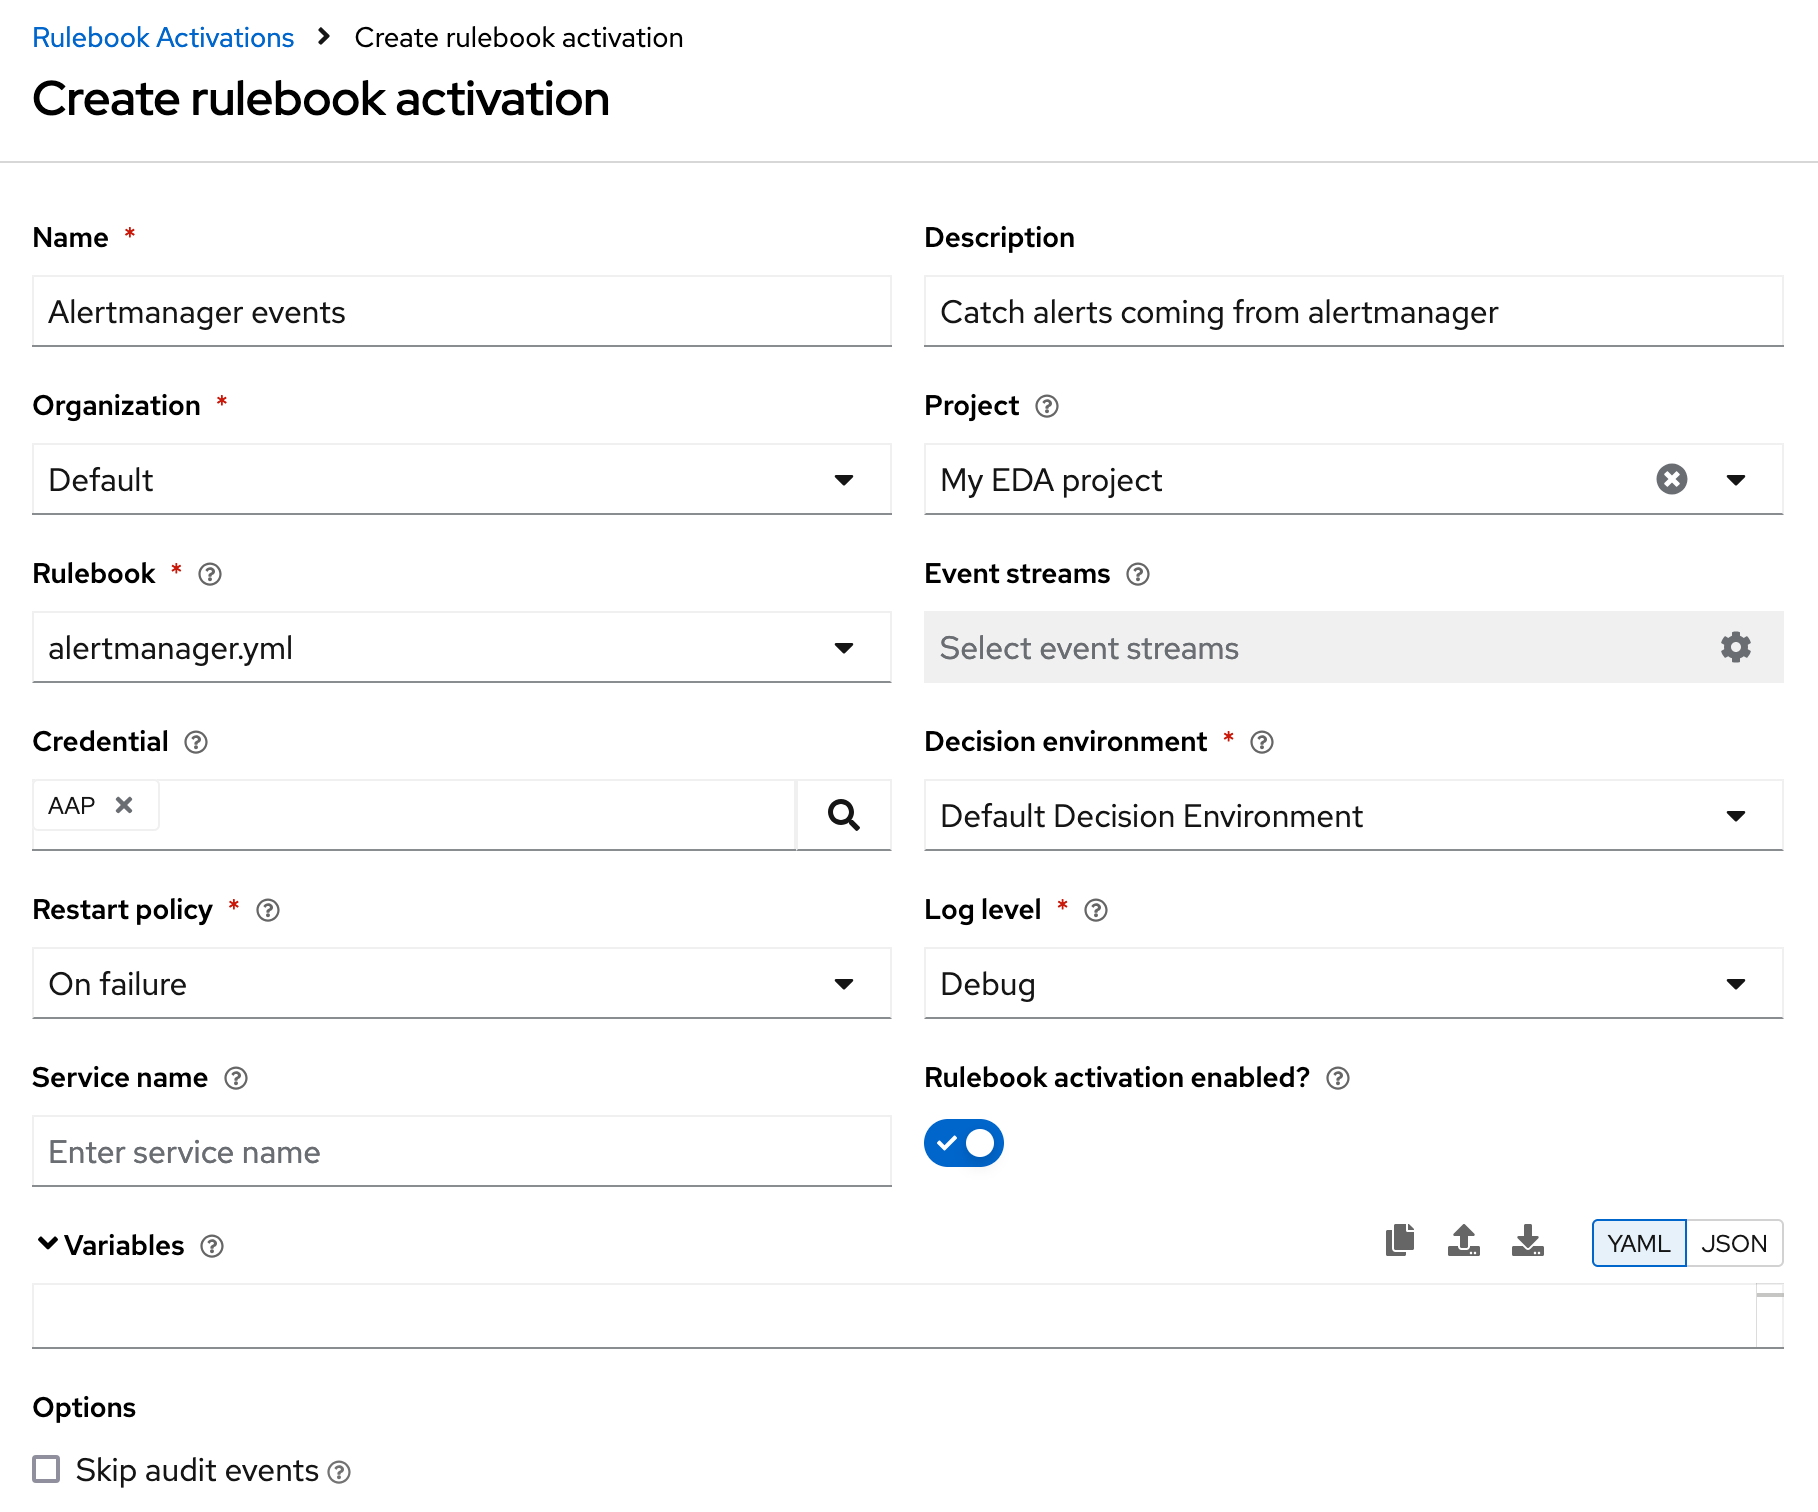 Rulebook Activations > Create rulebook activation
Create rulebook activation
Name *
Description
Alertmanager events
Catch alerts coming from alertmanager
Organization *
Project
Default
My EDA project
Rulebook *
Event streams
alertmanager.yml
Select event streams
Credential
Decision environment *
AAP
Default Decision Environment
Restart policy *
Log level *
On failure
Debug
Service name
Rulebook activation enabled?
Enter service name
Variables
YAML JSON
Options
Skip audit events